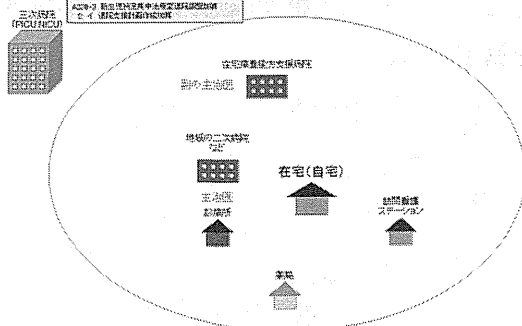 三次病院
(PICU NICU)
在宅療養後方支援病院
副の主治医
地域の二次病院
など
在宅(自宅)
主治医
診療所
訪問看護
ステーション
薬局